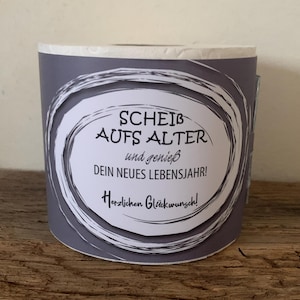 SCHEIß
AUFS ALTER
und genieß
DEIN NEUES LEBENSJAHR!
Herzlichen Glückwunsch!